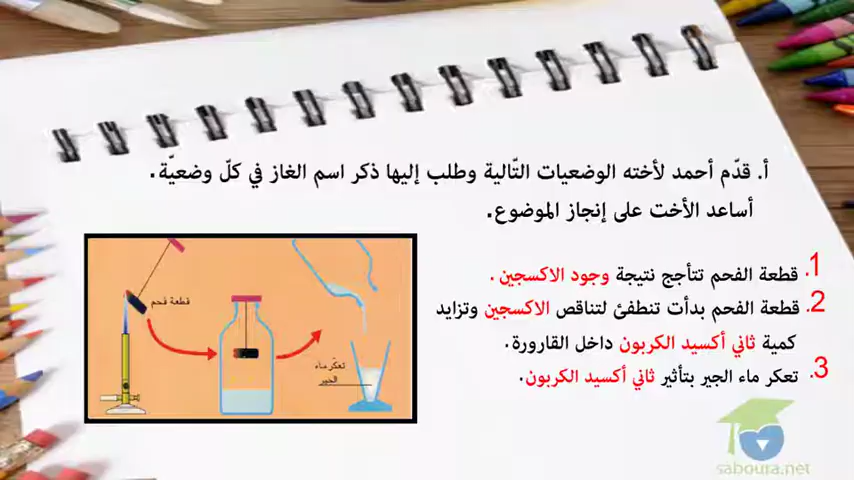 أ. قدّم أحمد لأخته الوضعيات التّالية وطلب إليها ذكر اسم الغاز في كلّ وضعيّة.
أساعد الأخت على إنجاز الموضوع.
1. قطعة الفحم تتأجج نتيجة وجود الاكسجين .
2. قطعة الفحم بدأت تنطفئ لتناقص الاكسجين وتزايد
كمية ثاني أكسيد الكربون داخل القارورة.
3. تعكر ماء الجير بتأثير ثاني أكسيد الكربون.
قطعة فحم
تعكّر ماء
الجير
saboura.net